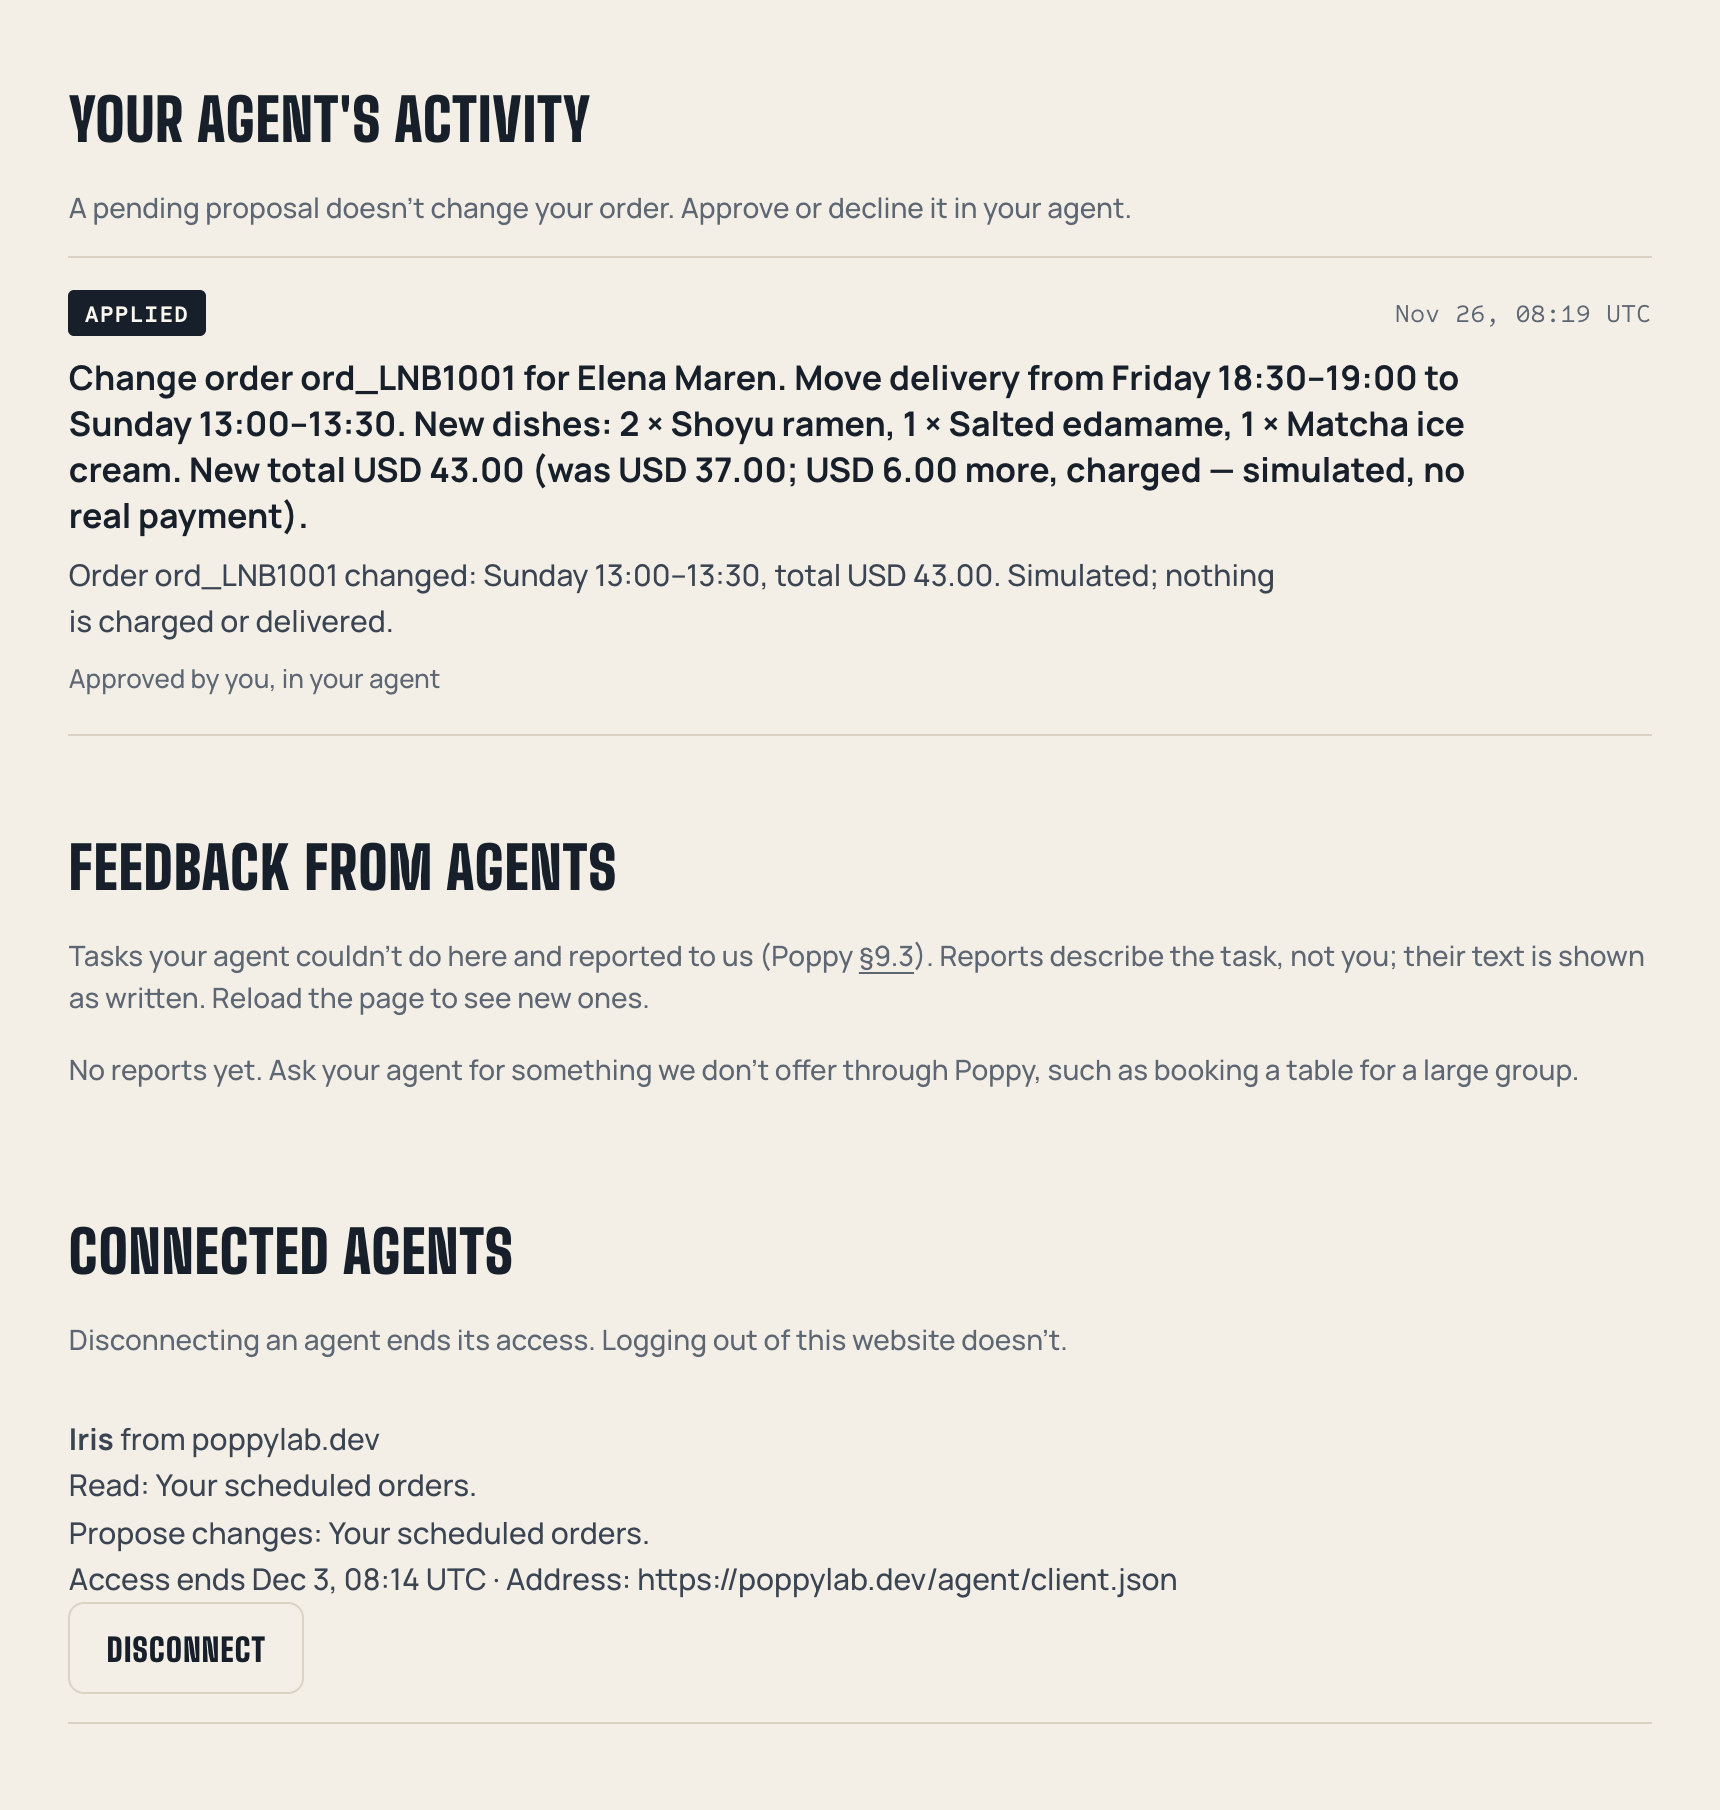 YOUR AGENT'S ACTIVITY
A pending proposal doesn’t change your order. Approve or decline it in your agent.
APPLIED
Nov 26, 08:19 UTC
Change order ord_LNB1001 for Elena Maren. Move delivery from Friday 18:30–19:00 to
Sunday 13:00–13:30. New dishes: 2 × Shoyu ramen, 1 × Salted edamame, 1 × Matcha ice
cream. New total USD 43.00 (was USD 37.00; USD 6.00 more, charged — simulated, no
real payment).
Order ord_LNB1001 changed: Sunday 13:00–13:30, total USD 43.00. Simulated; nothing
is charged or delivered.
Approved by you, in your agent
FEEDBACK FROM AGENTS
Tasks your agent couldn’t do here and reported to us (Poppy §9.3). Reports describe the task, not you; their text is shown
as written. Reload the page to see new ones.
No reports yet. Ask your agent for something we don’t offer through Poppy, such as booking a table for a large group.
CONNECTED AGENTS
Disconnecting an agent ends its access. Logging out of this website doesn’t.
Iris from poppylab.dev
Read: Your scheduled orders.
Propose changes: Your scheduled orders.
Access ends Dec 3, 08:14 UTC · Address: https://poppylab.dev/agent/client.json
DISCONNECT